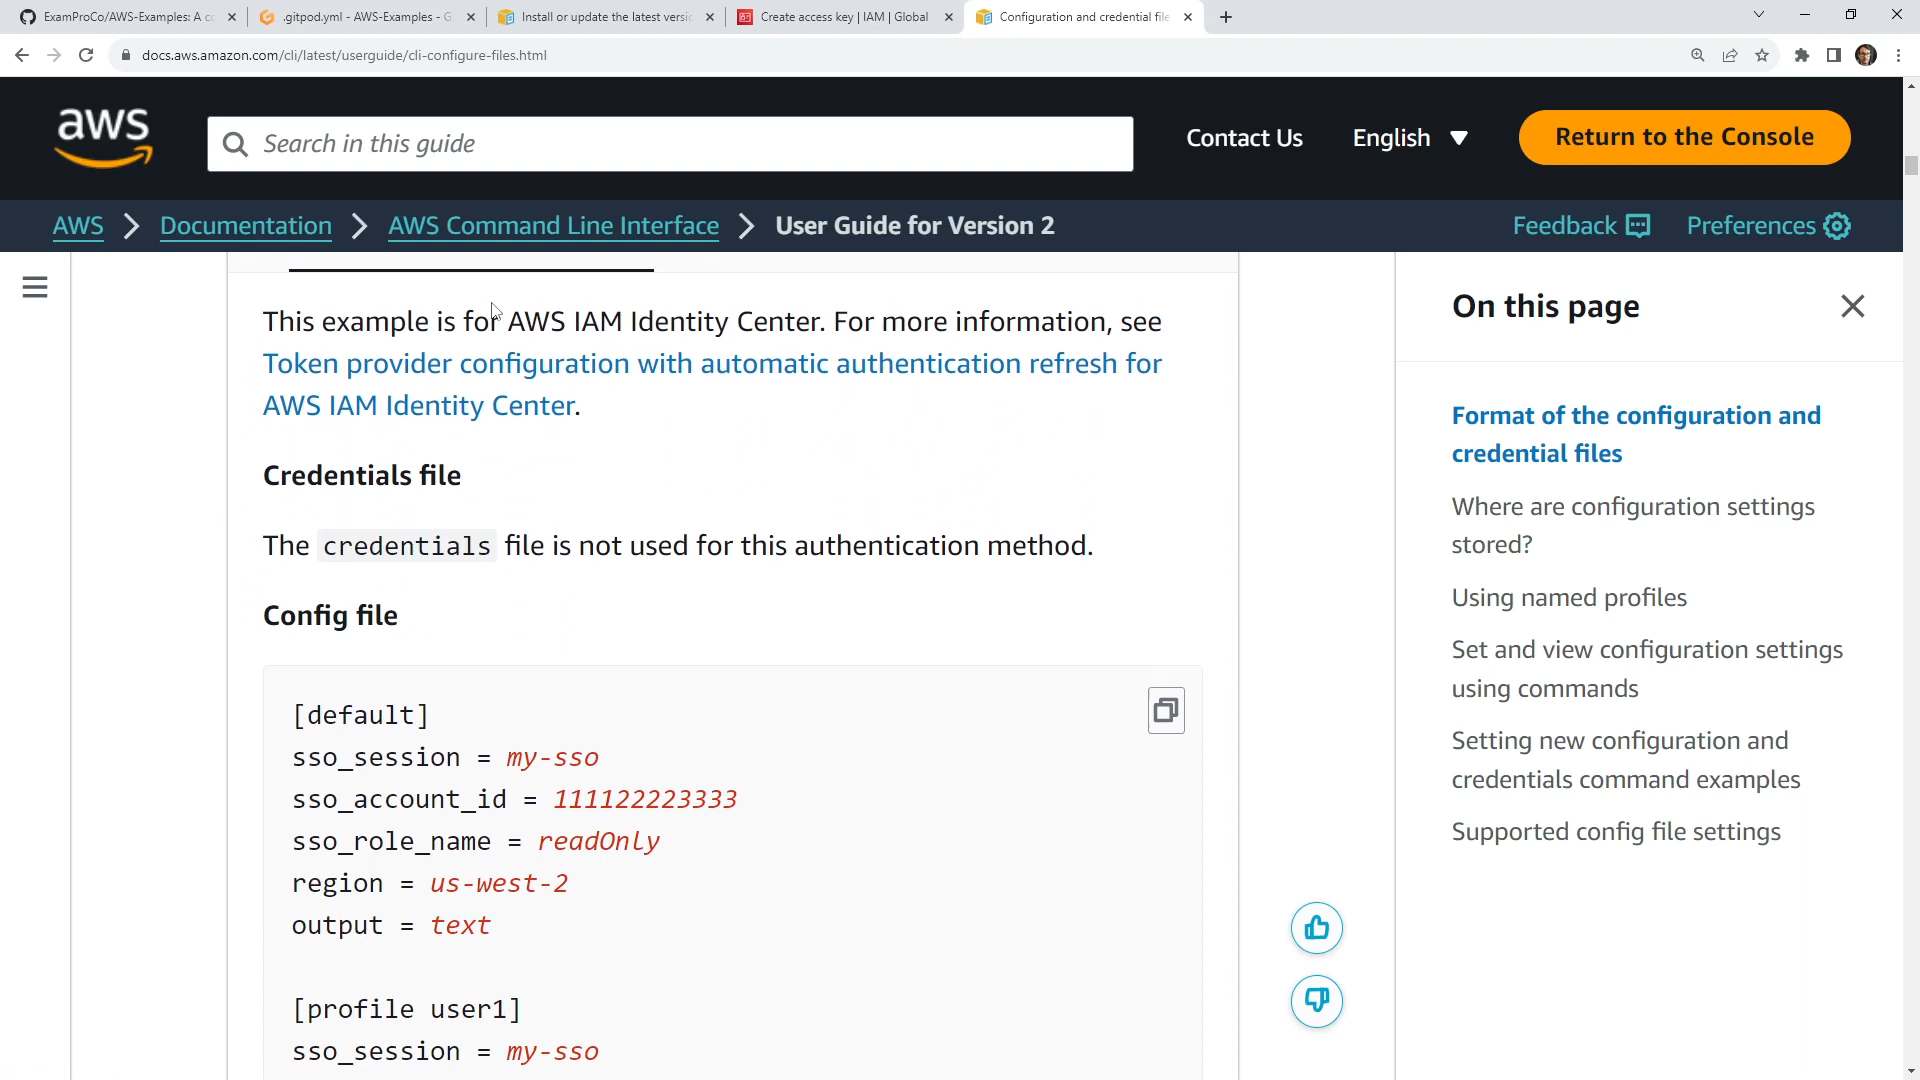 ExamProCo/AWS-Examples: A co
.gitpod.yml - AWS-Examples - G
Install or update the latest versio
Create access key | IAM | Global
Configuration and credential file
docs.aws.amazon.com/cli/latest/userguide/cli-configure-files.html
aws
Search in this guide
Contact Us
English
Return to the Console
AWS > Documentation > AWS Command Line Interface > User Guide for Version 2
Feedback
Preferences
This example is for AWS IAM Identity Center. For more information, see
Token provider configuration with automatic authentication refresh for
AWS IAM Identity Center.
Credentials file
The credentials file is not used for this authentication method.
Config file
[default]
sso_session = my-sso
sso_account_id = 111122223333
sso_role_name = readOnly
region = us-west-2
output = text
[profile user1]
sso_session = my-sso
On this page
Format of the configuration and
credential files
Where are configuration settings
stored?
Using named profiles
Set and view configuration settings
using commands
Setting new configuration and
credentials command examples
Supported config file settings